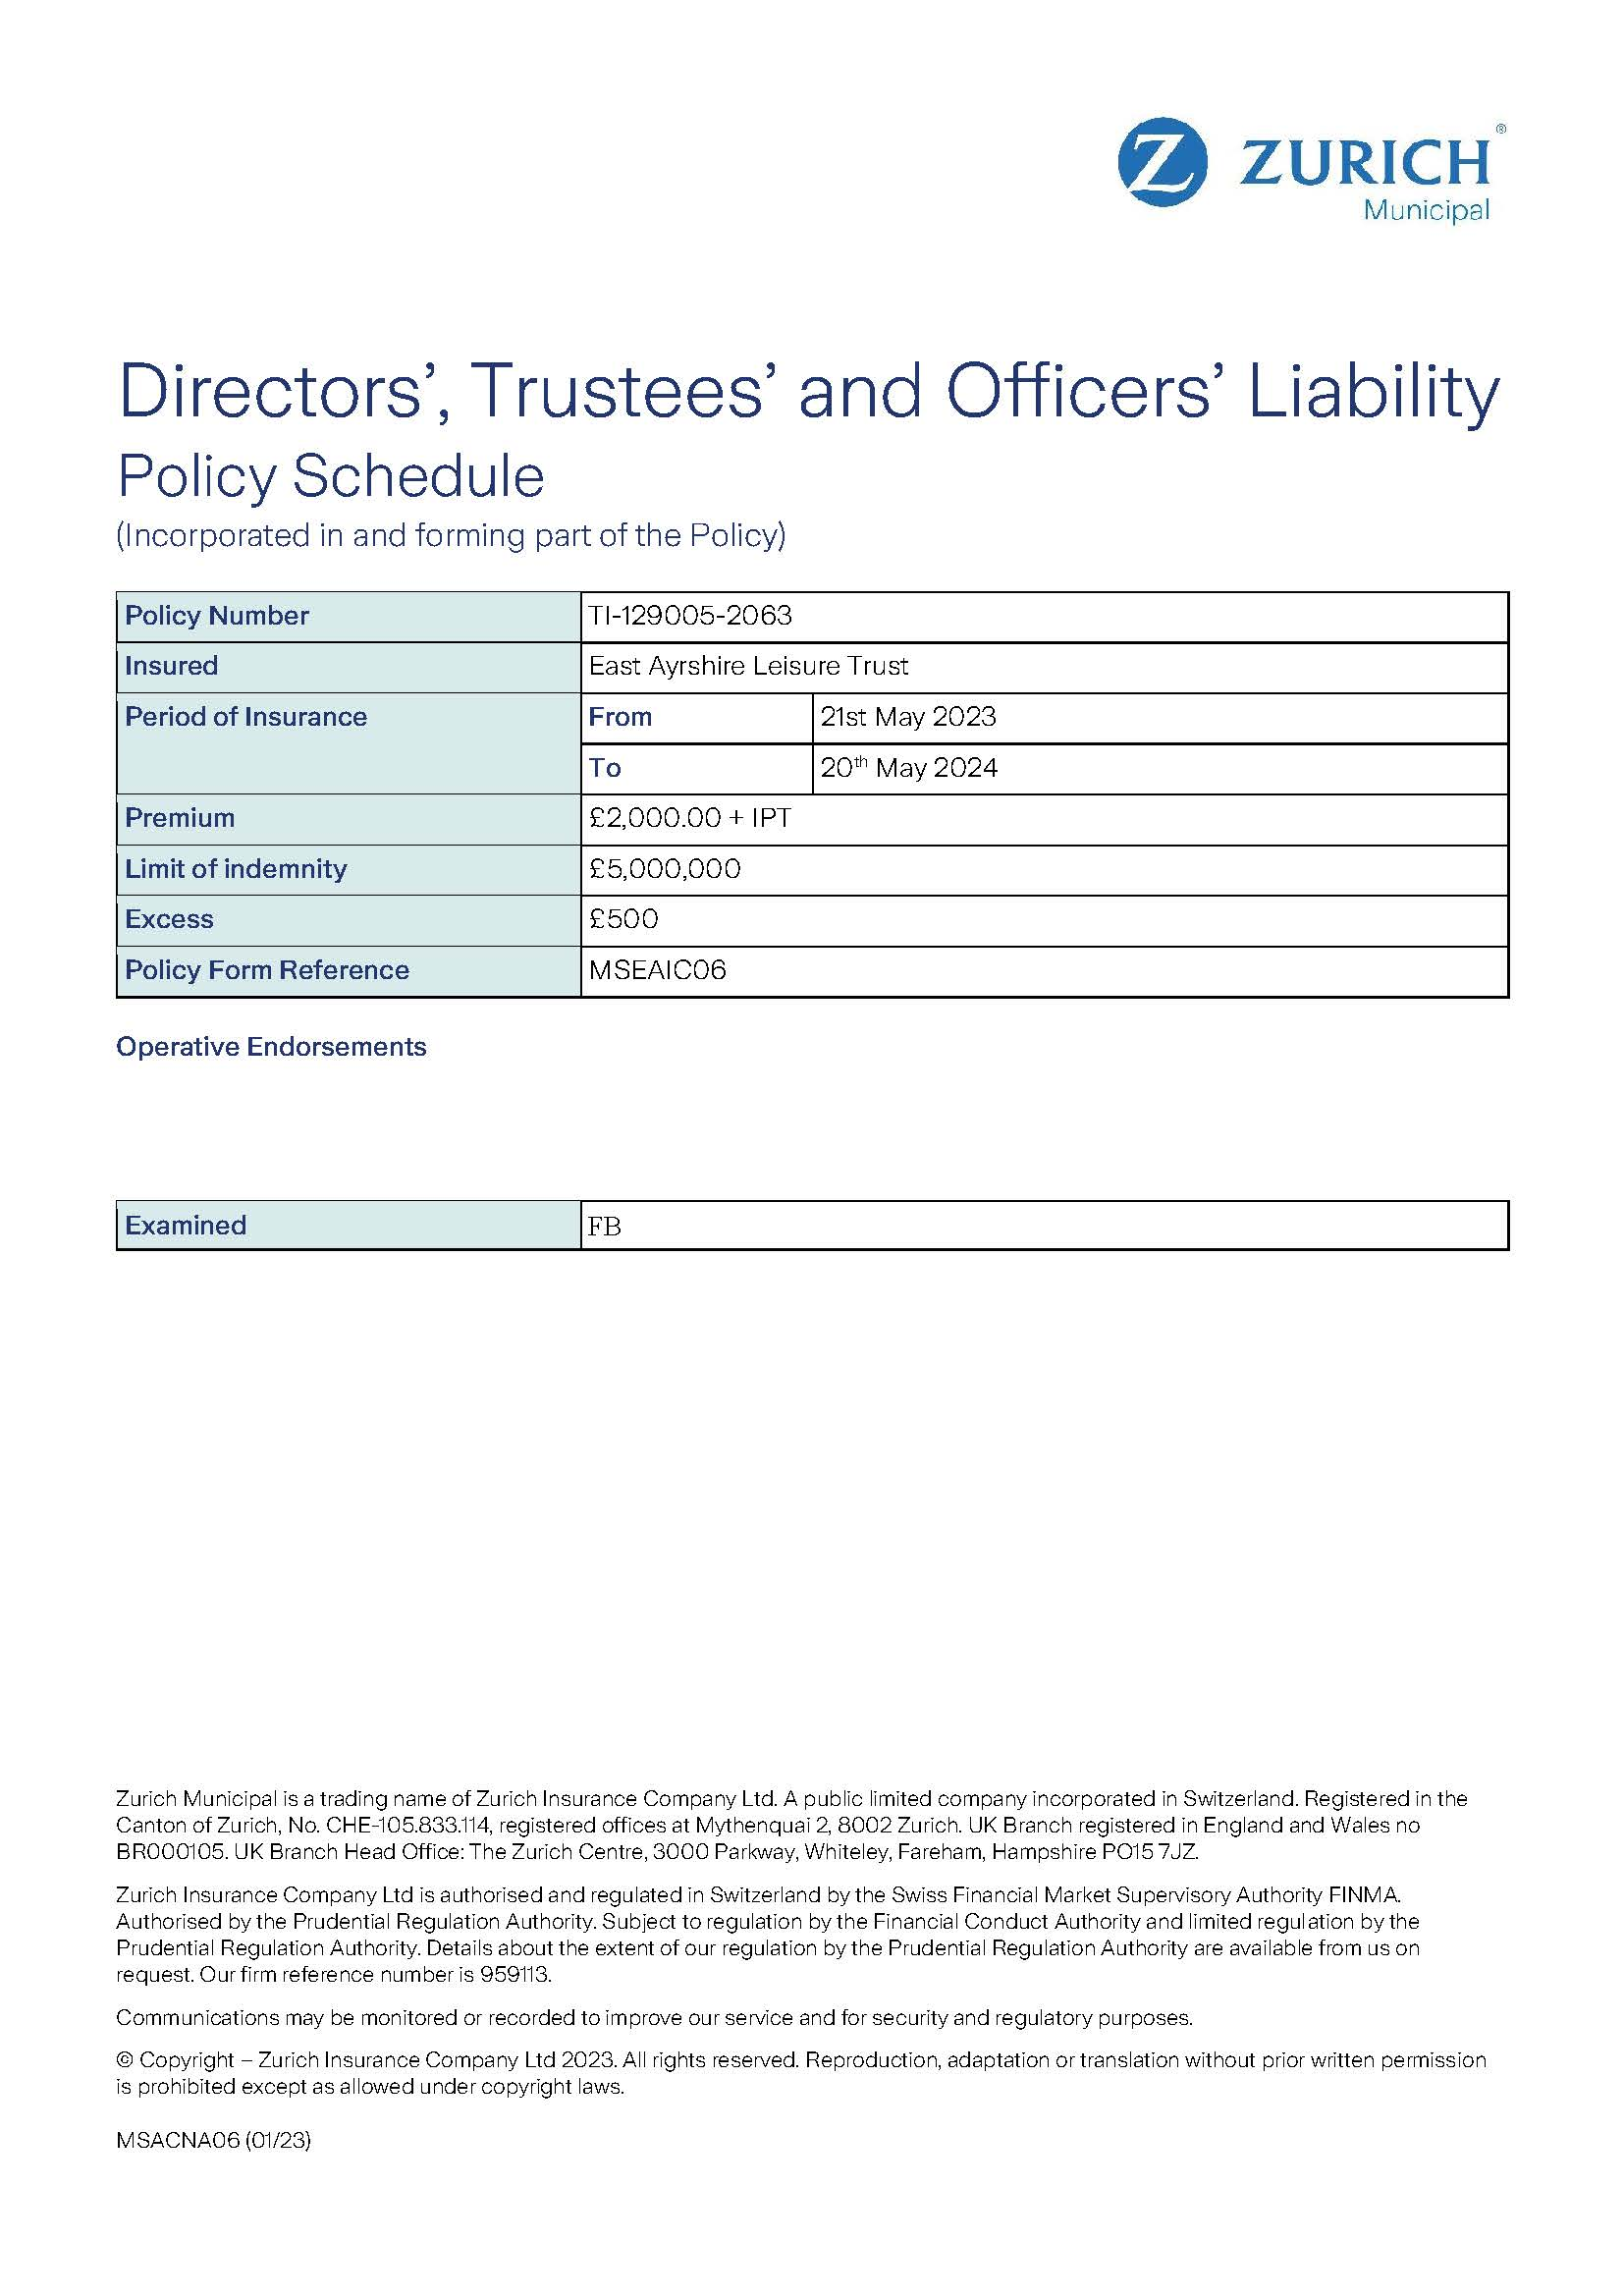 Z ZURICH®
Municipal
Directors’, Trustees’ and Officers’ Liability
Policy Schedule
(Incorporated in and forming part of the Policy)
Policy Number TI-129005-2063
Insured East Ayrshire Leisure Trust
Period of Insurance From 21st May 2023
To 20th May 2024
Premium £2,000.00 + IPT
Limit of indemnity £5,000,000
Excess £500
Policy Form Reference MSEAIC06
Operative Endorsements
Examined FB
Zurich Municipal is a trading name of Zurich Insurance Company Ltd. A public limited company incorporated in Switzerland. Registered in the
Canton of Zurich, No. CHE-105.833.114, registered offices at Mythenquai 2, 8002 Zurich. UK Branch registered in England and Wales no
BR000105. UK Branch Head Office: The Zurich Centre, 3000 Parkway, Whiteley, Fareham, Hampshire PO15 7JZ.
Zurich Insurance Company Ltd is authorised and regulated in Switzerland by the Swiss Financial Market Supervisory Authority FINMA.
Authorised by the Prudential Regulation Authority. Subject to regulation by the Financial Conduct Authority and limited regulation by the
Prudential Regulation Authority. Details about the extent of our regulation by the Prudential Regulation Authority are available from us on
request. Our firm reference number is 959113.
Communications may be monitored or recorded to improve our service and for security and regulatory purposes.
© Copyright – Zurich Insurance Company Ltd 2023. All rights reserved. Reproduction, adaptation or translation without prior written permission
is prohibited except as allowed under copyright laws.
MSACNA06 (01/23)